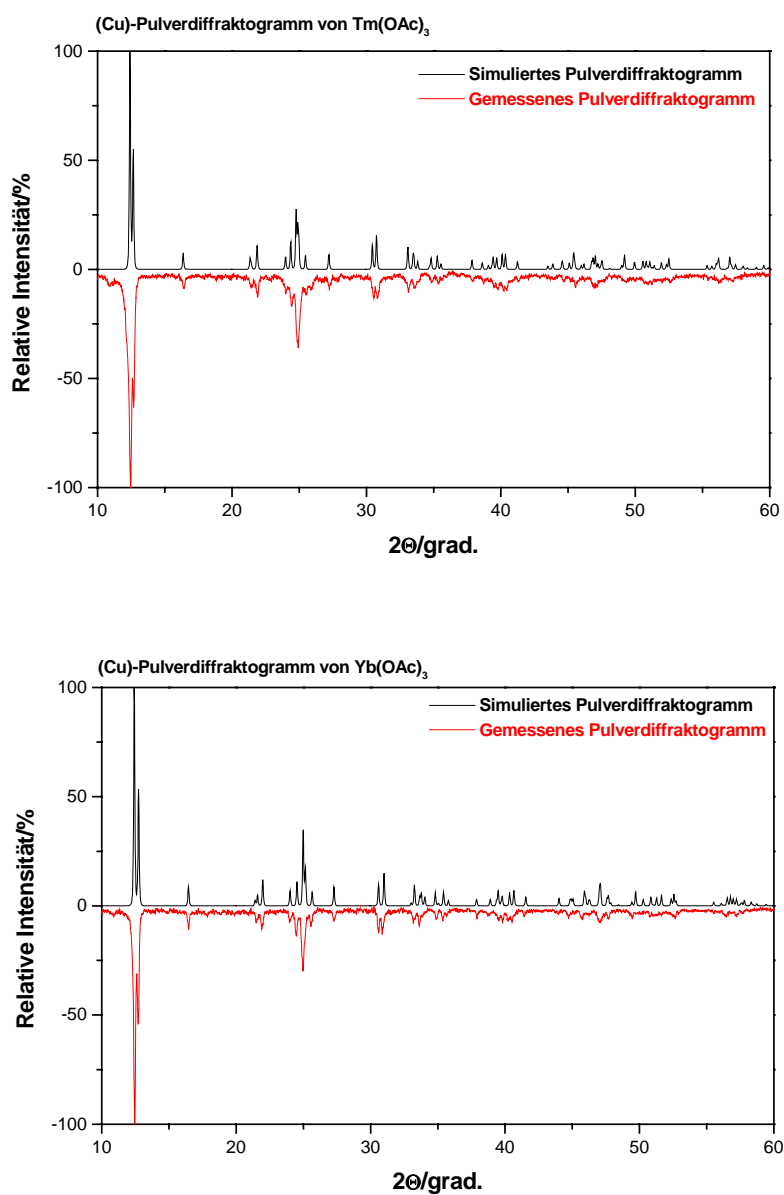 (Cu)-Pulverdiffraktogramm von Tm(OAc)₃
100
Simuliertes Pulverdiffraktogramm
Gemessenes Pulverdiffraktogramm
50
0
-50
-100
Relative Intensität/%
10 20 30 40 50 60
2Θ/grad.
(Cu)-Pulverdiffraktogramm von Yb(OAc)₃
100
Simuliertes Pulverdiffraktogramm
Gemessenes Pulverdiffraktogramm
50
0
-50
-100
Relative Intensität/%
10 20 30 40 50 60
2Θ/grad.